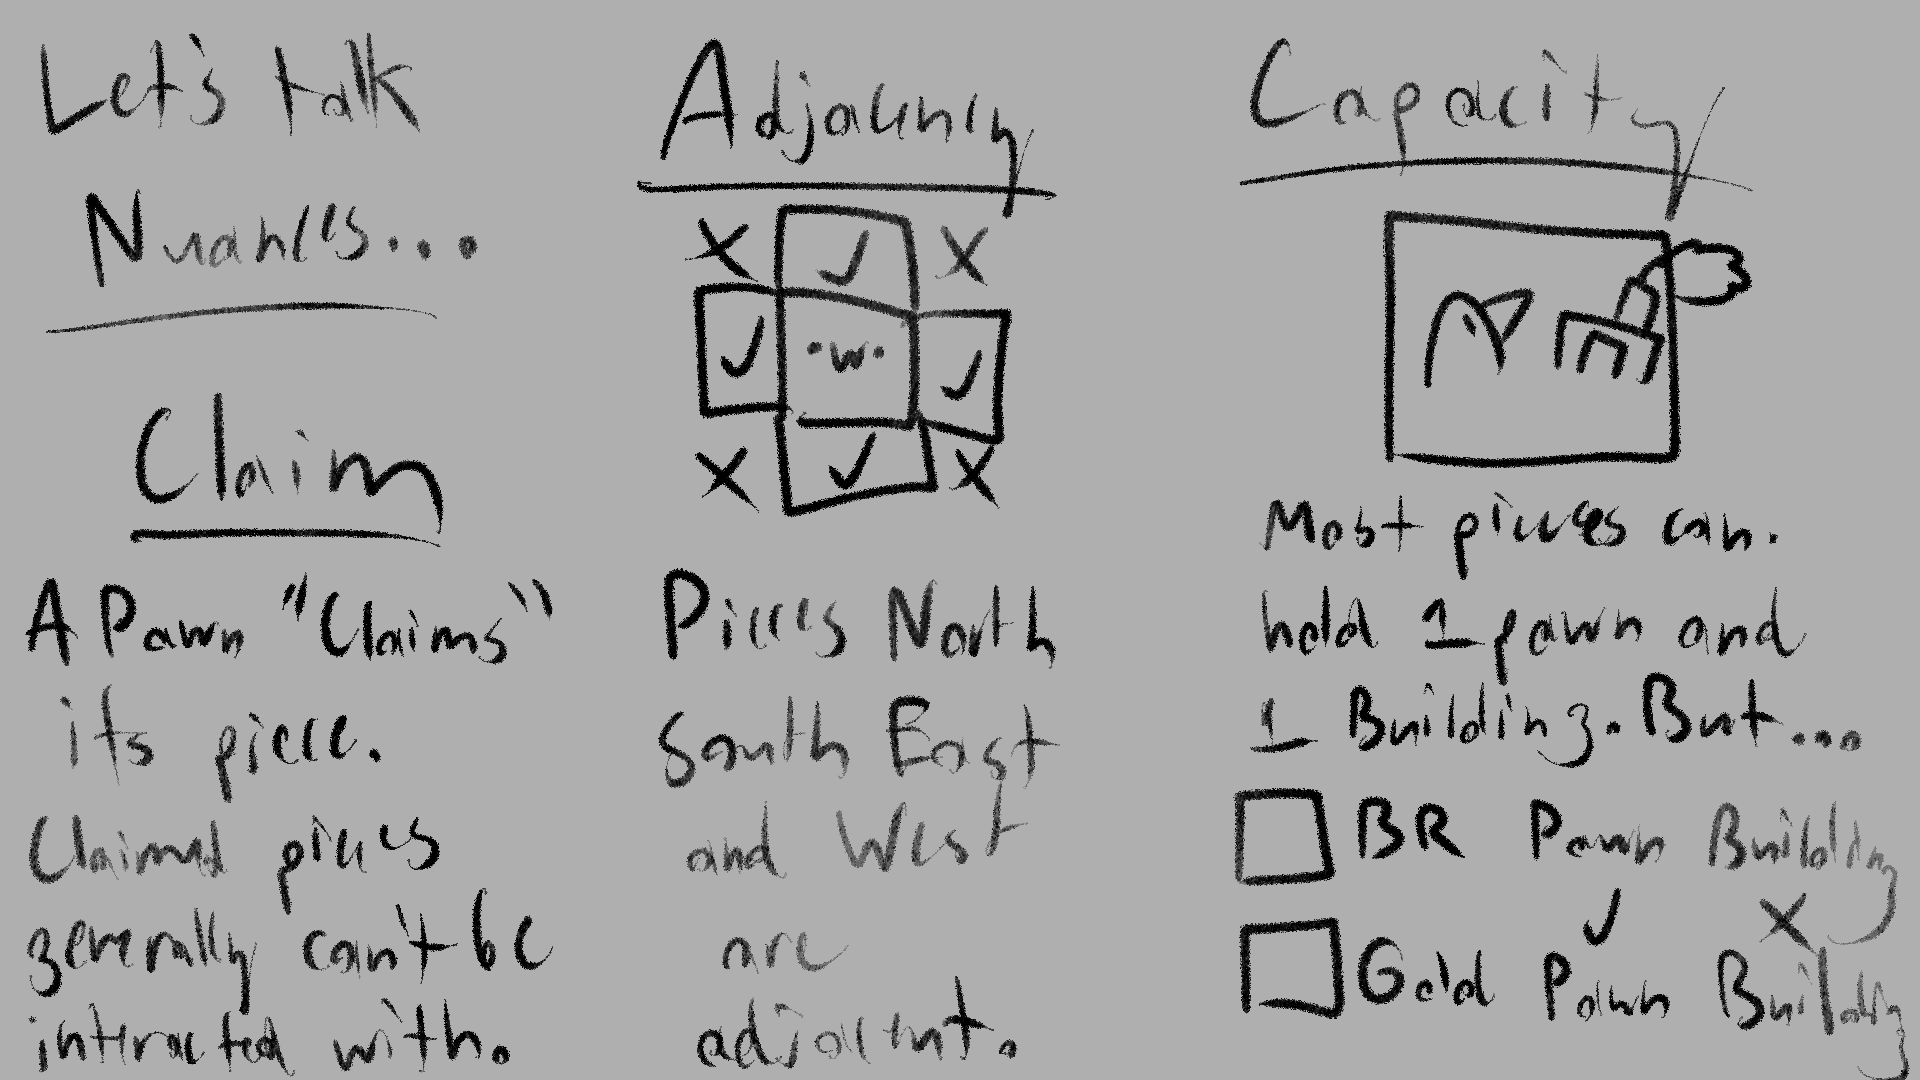 Let's talk
Nuances...
Claim
A Pawn "Claims"
its piece.
Claimed pieces
generally can't be
interacted with.
Adjacency
X ✓ X
✓ •w• ✓
X ✓ X
Pieces North
South East
and West
are
adjacent.
Capacity
Most pieces can.
hold 1 pawn and
1 Building. But...
BR Pawn Building
✓ X
Gold Pawn Building